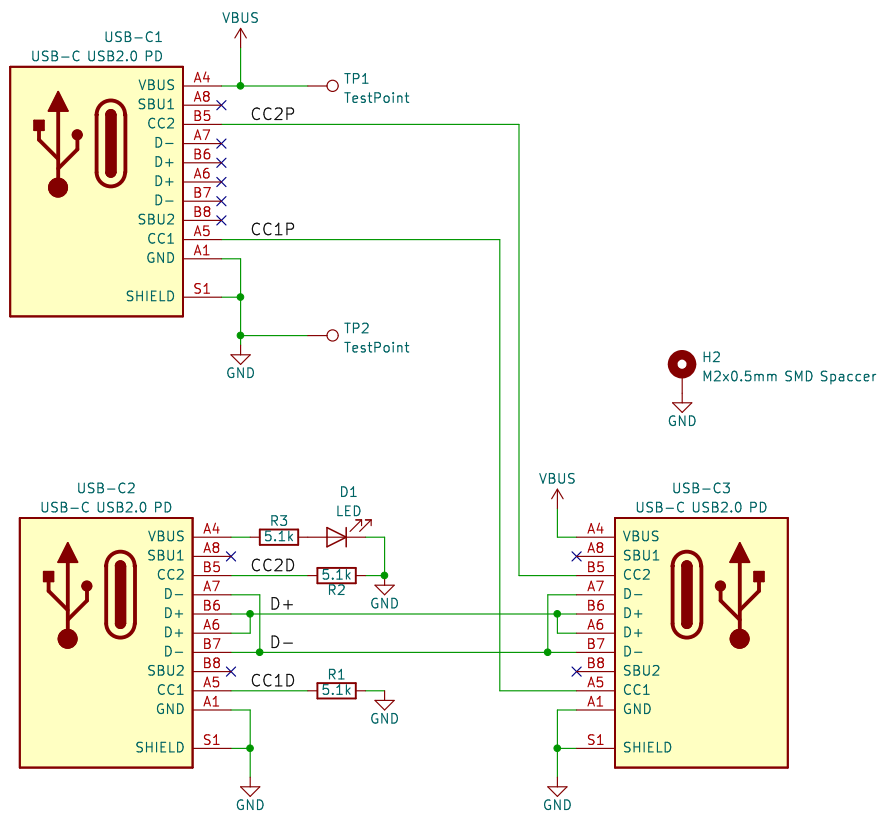 VBUS
USB-C1
USB-C USB2.0 PD
VBUS A4
SBU1 A8
CC2 B5
D- A7
D+ B6
D+ A6
D- B7
SBU2 B8
CC1 A5
GND A1
SHIELD S1
TP1
TestPoint
CC2P
CC1P
TP2
TestPoint
GND
H2
M2x0.5mm SMD Spaccer
GND
USB-C2
USB-C USB2.0 PD
VBUS A4
SBU1 A8
CC2 B5
D- A7
D+ B6
D+ A6
D- B7
SBU2 B8
CC1 A5
GND A1
SHIELD S1
R3
5.1k
D1
LED
CC2D
5.1k
R2
GND
D+
D-
CC1D
R1
5.1k
GND
GND
VBUS
USB-C3
USB-C USB2.0 PD
A4 VBUS
A8 SBU1
B5 CC2
A7 D-
B6 D+
A6 D+
B7 D-
B8 SBU2
A5 CC1
A1 GND
S1 SHIELD
GND